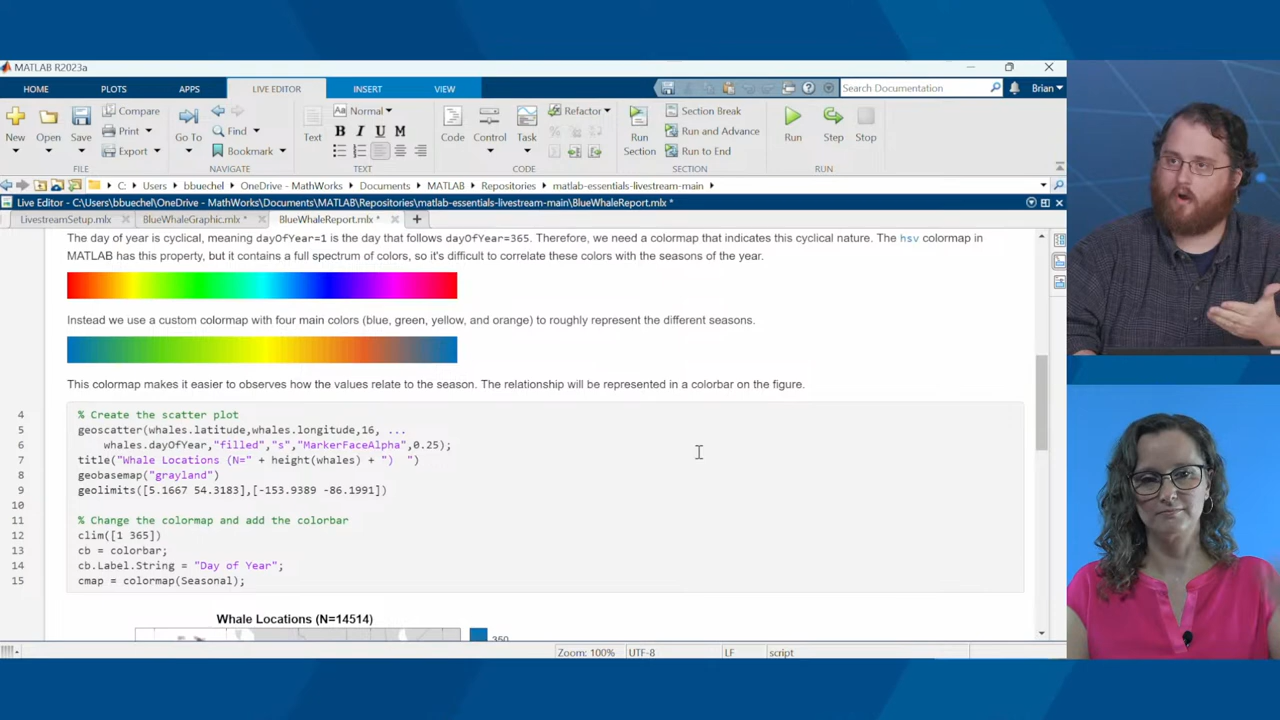 MATLAB R2023a
HOME PLOTS APPS LIVE EDITOR INSERT VIEW Search Documentation Brian
New Open Save Compare Print Export
Go To Find Bookmark
Text Normal B I U M
Code Control Task Refactor
Run Section Section Break Run and Advance Run to End
Run Step Stop
FILE NAVIGATE TEXT CODE SECTION RUN
C: Users bbuechel OneDrive - MathWorks Documents MATLAB Repositories matlab-essentials-livestream-main
Live Editor - C:\Users\bbuechel\OneDrive - MathWorks\Documents\MATLAB\Repositories\matlab-essentials-livestream-main\BlueWhaleReport.mlx *
LivestreamSetup.mlx BlueWhaleGraphic.mlx * BlueWhaleReport.mlx *
The day of year is cyclical, meaning dayOfYear=1 is the day that follows dayOfYear=365. Therefore, we need a colormap that indicates this cyclical nature. The hsv colormap in
MATLAB has this property, but it contains a full spectrum of colors, so it's difficult to correlate these colors with the seasons of the year.
Instead we use a custom colormap with four main colors (blue, green, yellow, and orange) to roughly represent the different seasons.
This colormap makes it easier to observes how the values relate to the season. The relationship will be represented in a colorbar on the figure.
4 % Create the scatter plot
5 geoscatter(whales.latitude,whales.longitude,16, ...
6 whales.dayOfYear,"filled","s","MarkerFaceAlpha",0.25);
7 title("Whale Locations (N=" + height(whales) + ")  ")
8 geobasemap("grayland")
9 geolimits([5.1667 54.3183],[-153.9389 -86.1991])
10
11 % Change the colormap and add the colorbar
12 clim([1 365])
13 cb = colorbar;
14 cb.Label.String = "Day of Year";
15 cmap = colormap(Seasonal);
Whale Locations (N=14514)
350
Zoom: 100% UTF-8 LF script